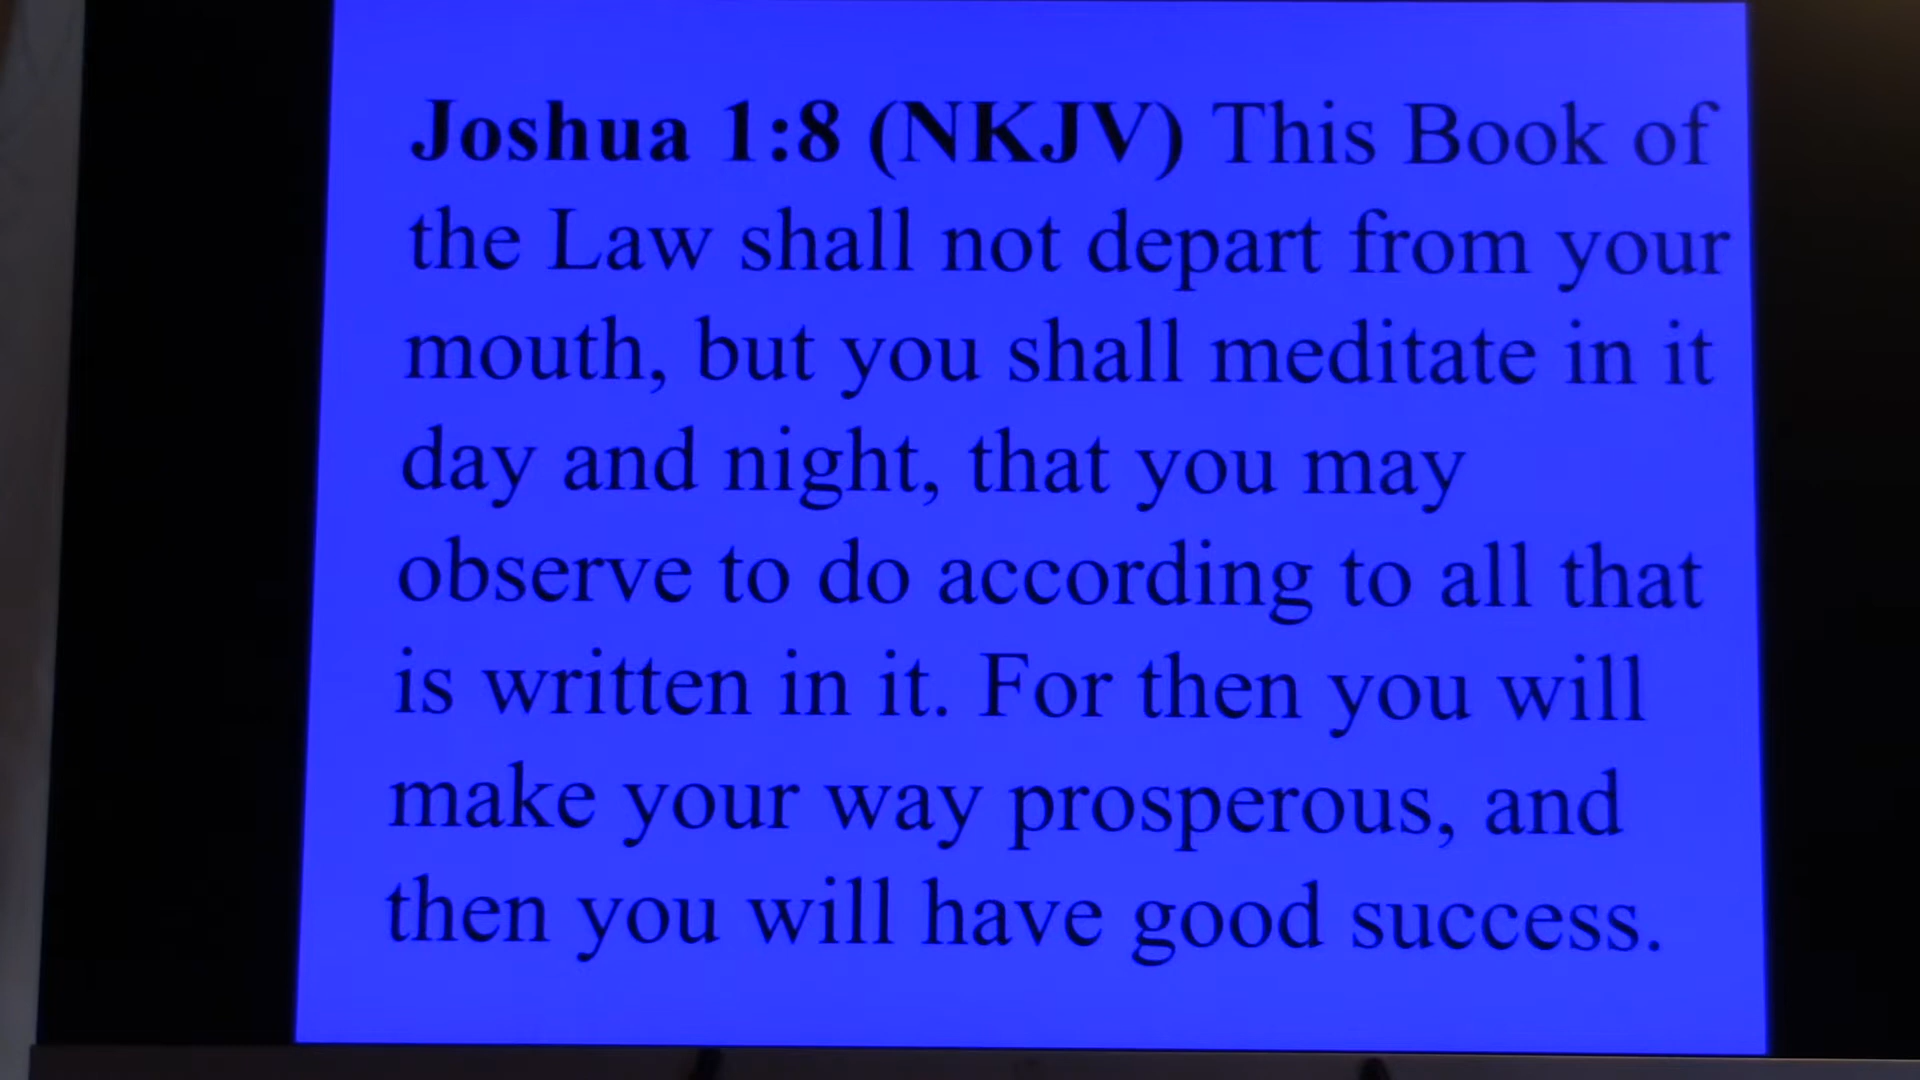 Joshua 1:8 (NKJV) This Book of
the Law shall not depart from your
mouth, but you shall meditate in it
day and night, that you may
observe to do according to all that
is written in it. For then you will
make your way prosperous, and
then you will have good success.